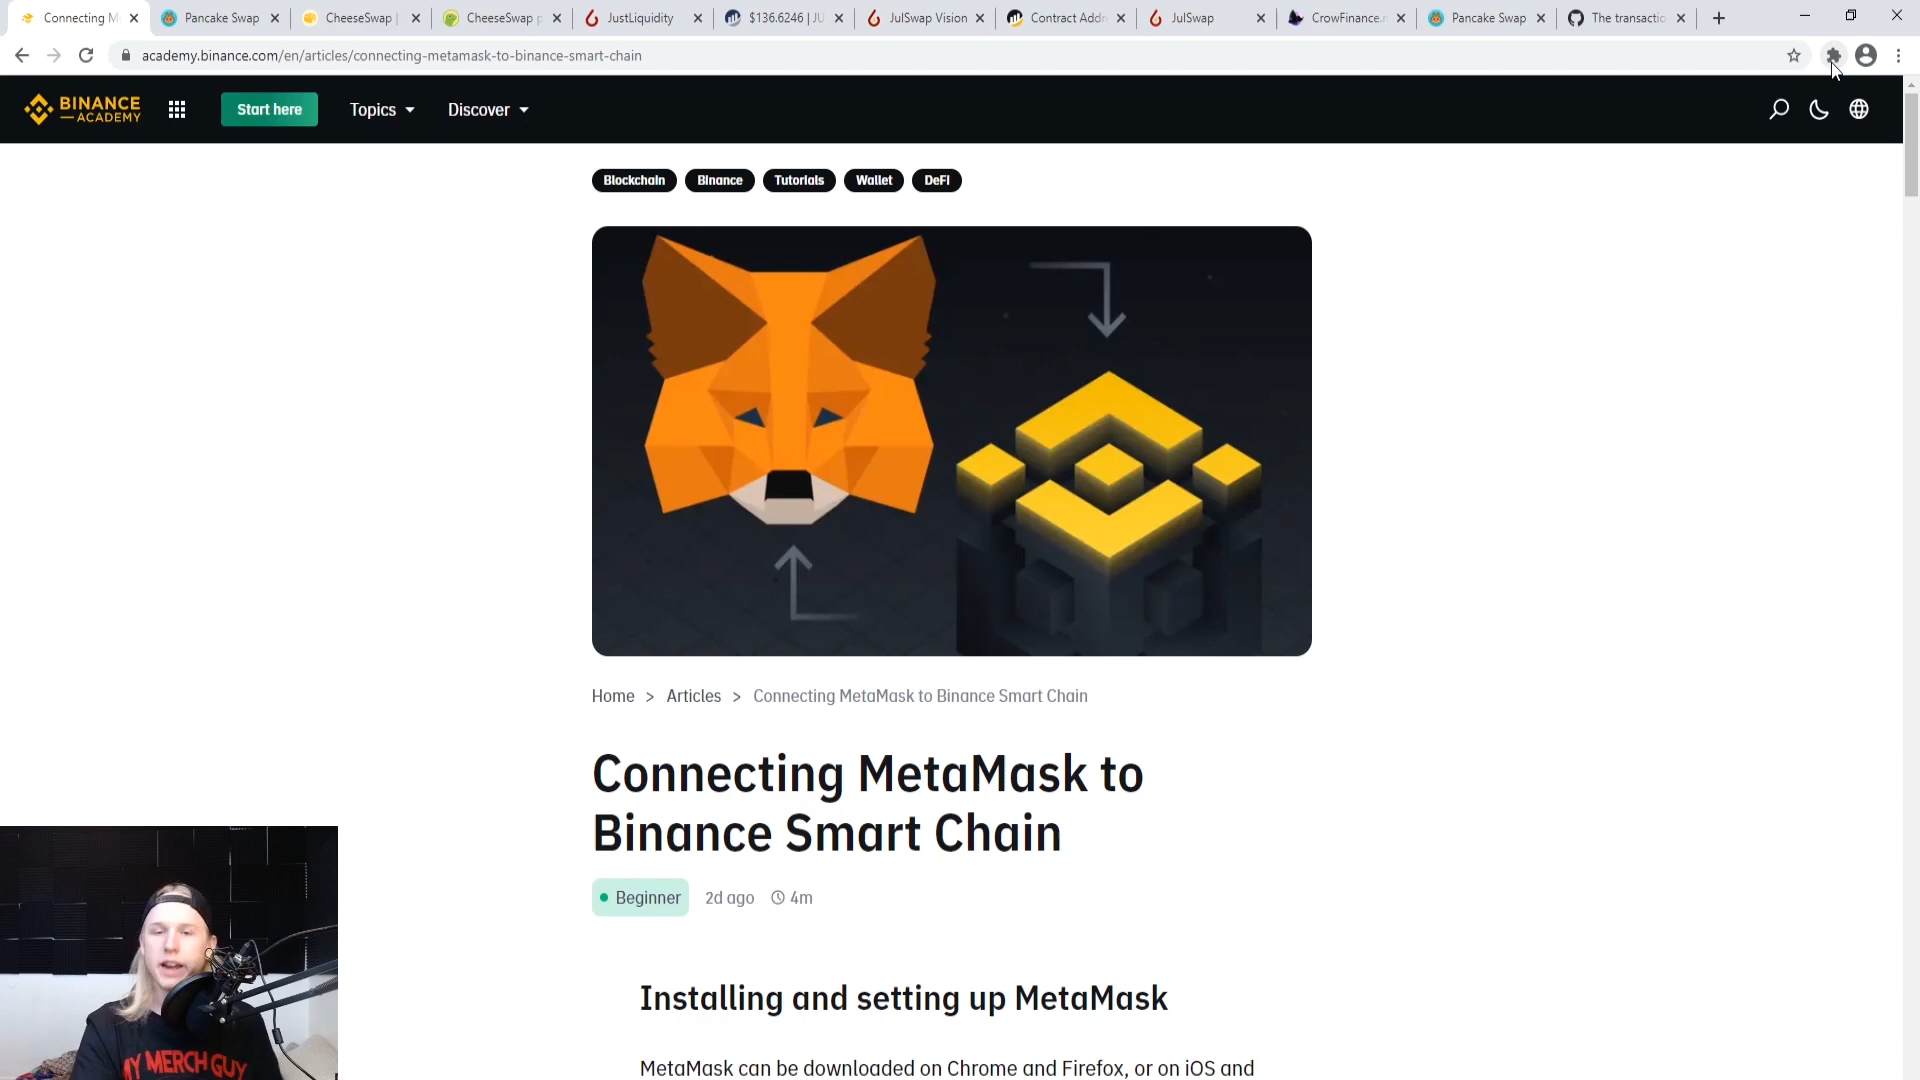 Connecting M
Pancake Swap
CheeseSwap |
CheeseSwap p
JustLiquidity
$136.6246 | JU
JulSwap Vision
Contract Addr
JulSwap
CrowFinance.n
Pancake Swap
The transactio
academy.binance.com/en/articles/connecting-metamask-to-binance-smart-chain
BINANCE
ACADEMY
Start here
Topics
Discover
Blockchain
Binance
Tutorials
Wallet
DeFi
Home > Articles > Connecting MetaMask to Binance Smart Chain
Connecting MetaMask to
Binance Smart Chain
Beginner
2d ago
4m
Installing and setting up MetaMask
MetaMask can be downloaded on Chrome and Firefox, or on iOS and
MY MERCH GUY